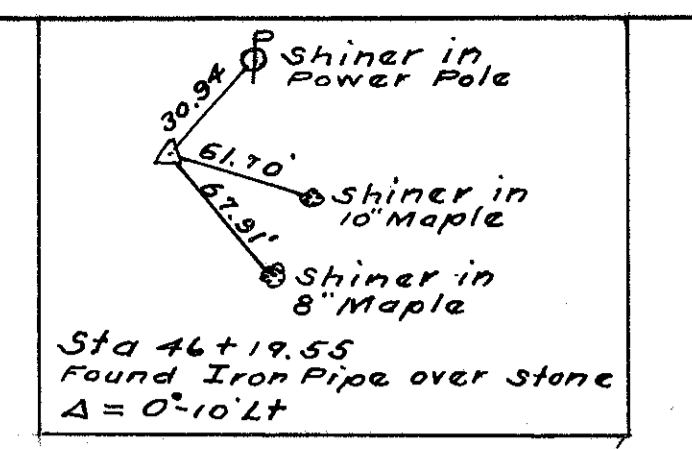 P
Shiner in
Power Pole
30.94
61.70'
Shiner in
10" Maple
67.91'
Shiner in
8" Maple
Sta 46+19.55
Found Iron Pipe over stone
Δ = 0°-10' Lt